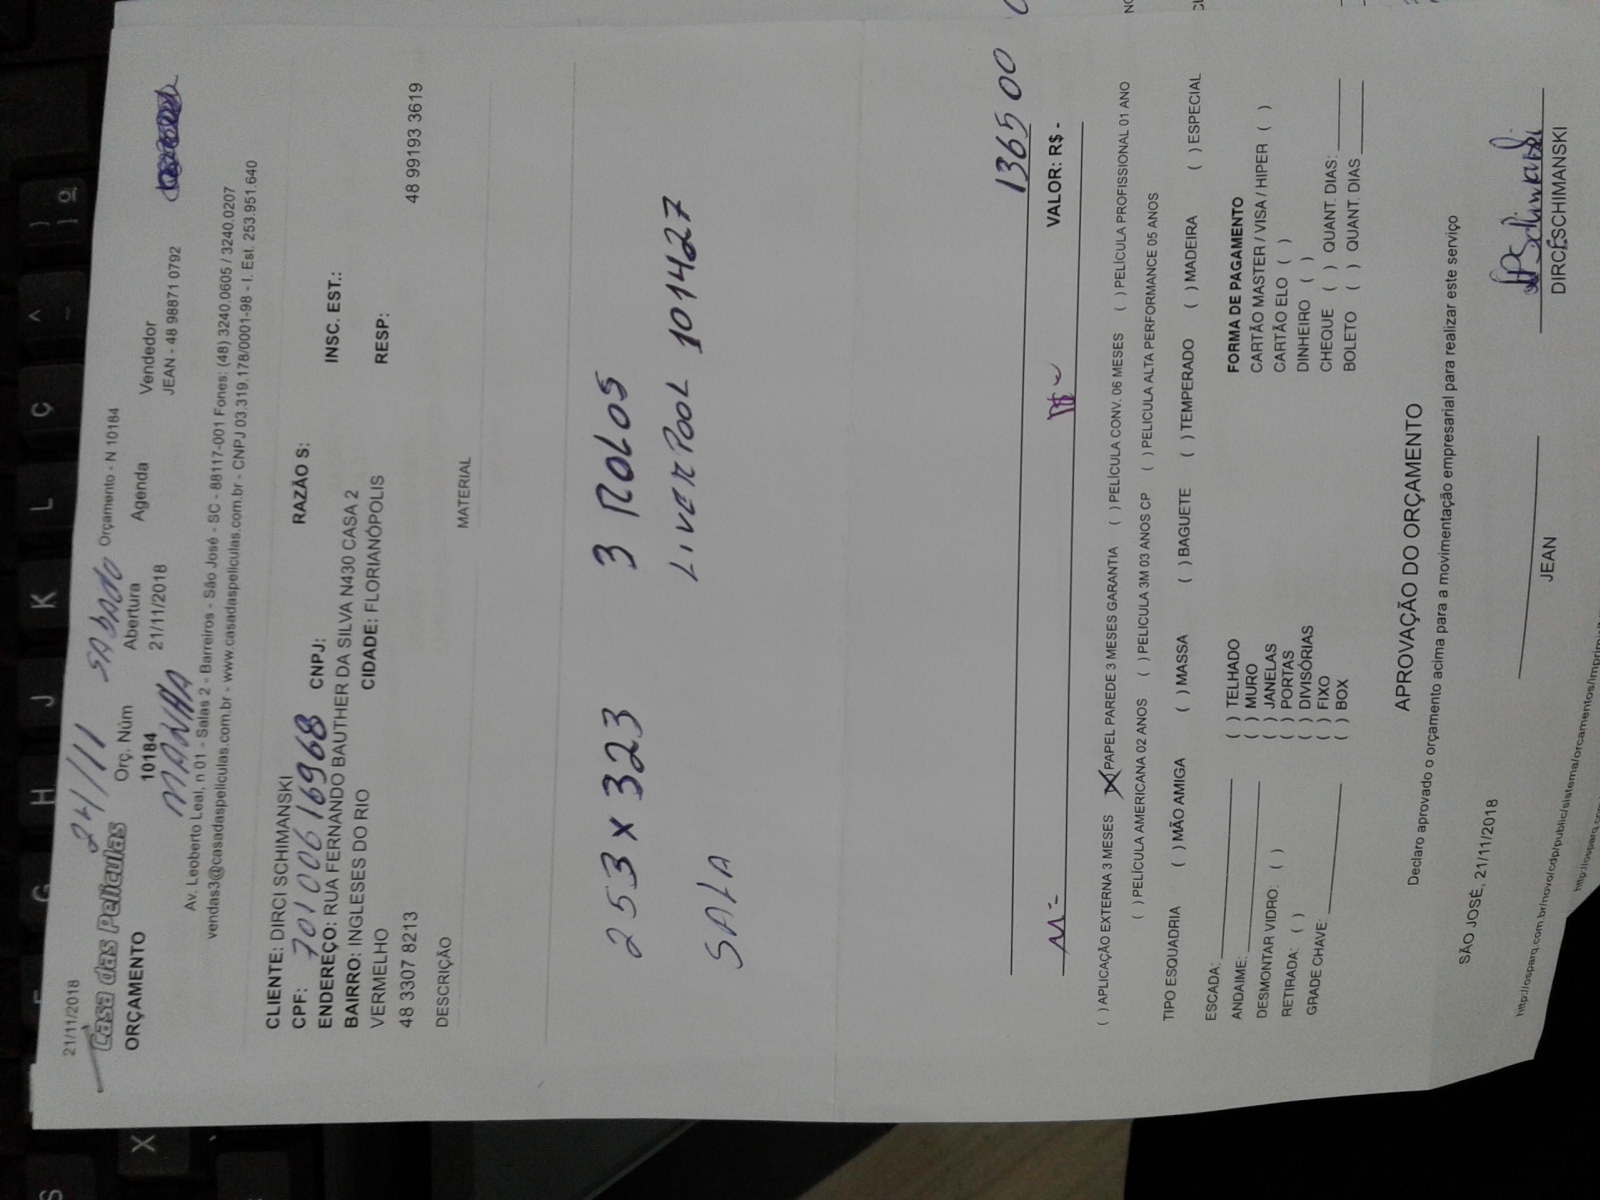 21/11/2018
Casa das Películas 24/11 SABADO Orçamento - N 10184
ORÇAMENTO
Orç. Núm Abertura Agenda Vendedor
10184 21/11/2018 JEAN - 48 98871 0792
MANHÃ
Av. Leoberto Leal, n 01 - Salas 2 - Barreiros - São José - SC - 88117-001 Fones: (48) 3240.0605 / 3240.0207
vendas3@casadaspeliculas.com.br - www.casadaspeliculas.com.br - CNPJ 03.319.178/0001-98 - I. Est. 253.951.640
CLIENTE: DIRCI SCHIMANSKI RAZÃO S:
CPF: 70100616968 CNPJ: INSC. EST.:
ENDEREÇO: RUA FERNANDO BAUTHER DA SILVA N430 CASA 2
BAIRRO: INGLESES DO RIO VERMELHO CIDADE: FLORIANÓPOLIS RESP:
48 3307 8213 48 99193 3619
DESCRIÇÃO MATERIAL
253 x 323 3 ROLOS
SALA LIVERPOOL 101427
1365 00
M= VALOR: R$ -
( ) APLICAÇÃO EXTERNA 3 MESES (X) PAPEL PAREDE 3 MESES GARANTIA ( ) PELÍCULA CONV. 06 MESES ( ) PELÍCULA PROFISSIONAL 01 ANO
( ) PELÍCULA AMERICANA 02 ANOS ( ) PELICULA 3M 03 ANOS CP ( ) PELICULA ALTA PERFORMANCE 05 ANOS
TIPO ESQUADRIA ( ) MÃO AMIGA ( ) MASSA ( ) BAGUETE ( ) TEMPERADO ( ) MADEIRA ( ) ESPECIAL
ESCADA:
ANDAIME:
DESMONTAR VIDRO: ( )
RETIRADA: ( )
GRADE CHAVE:
( ) TELHADO
( ) MURO
( ) JANELAS
( ) PORTAS
( ) DIVISÓRIAS
( ) FIXO
( ) BOX
FORMA DE PAGAMENTO
CARTÃO MASTER / VISA / HIPER ( )
CARTÃO ELO ( )
DINHEIRO ( )
CHEQUE ( ) QUANT. DIAS:
BOLETO ( ) QUANT. DIAS
APROVAÇÃO DO ORÇAMENTO
Declaro aprovado o orçamento acima para a movimentação empresarial para realizar este serviço
SÃO JOSÉ, 21/11/2018
JEAN
DIRCE SCHIMANSKI